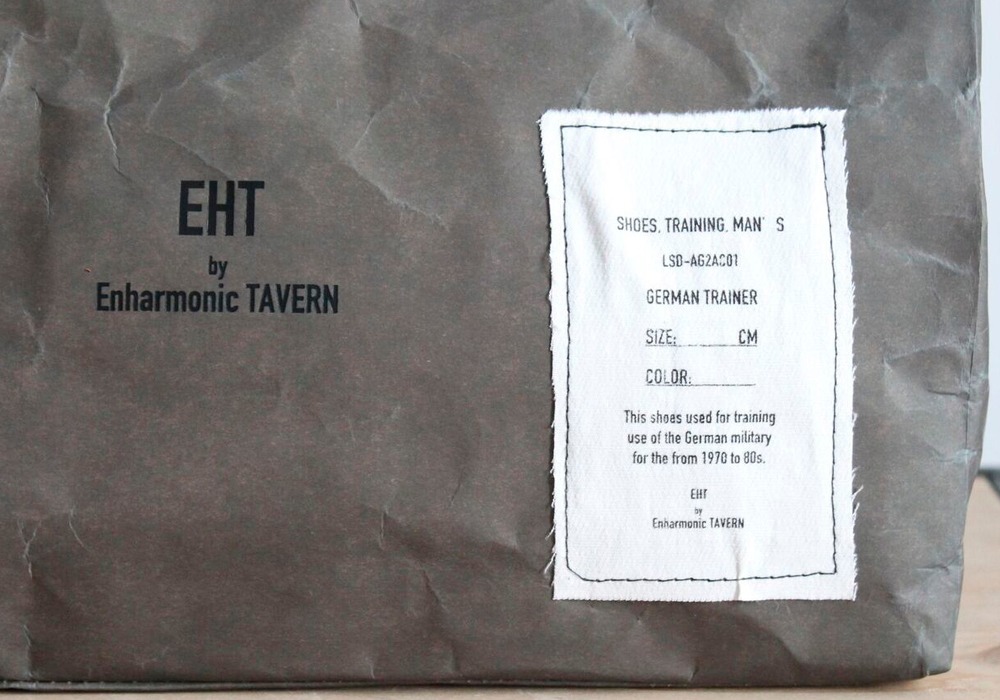 EHT
by
Enharmonic TAVERN
SHOES, TRAINING, MAN' S
LSD-AG2AC01
GERMAN TRAINER
SIZE: CM
COLOR:
This shoes used for training
use of the German military
for the from 1970 to 80s.
EHT
by
Enharmonic TAVERN